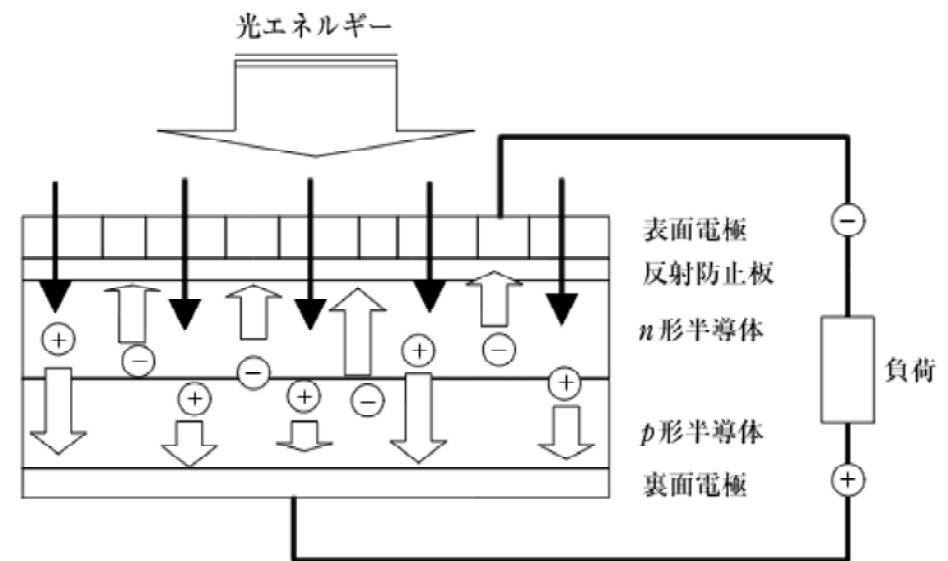 光エネルギー
表面電極
反射防止板
n形半導体
負荷
p形半導体
裏面電極